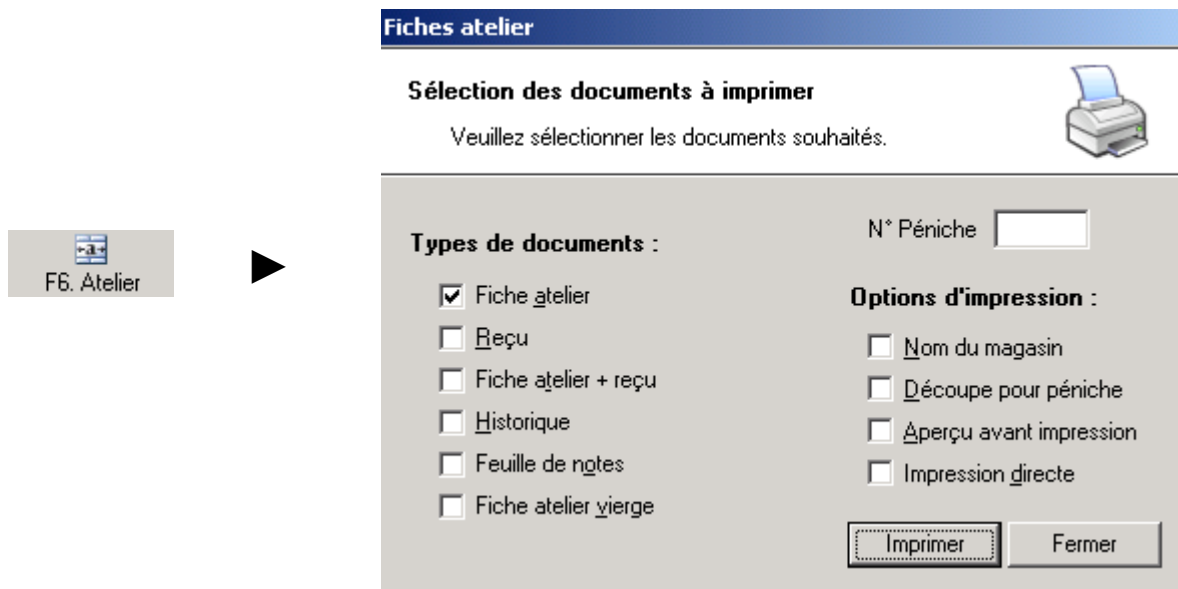 Fiches atelier
Sélection des documents à imprimer
Veuillez sélectionner les documents souhaités.
F6. Atelier
Types de documents :
Fiche atelier
Reçu
Fiche atelier + reçu
Historique
Feuille de notes
Fiche atelier vierge
N° Péniche
Options d'impression :
Nom du magasin
Découpe pour péniche
Aperçu avant impression
Impression directe
Imprimer
Fermer